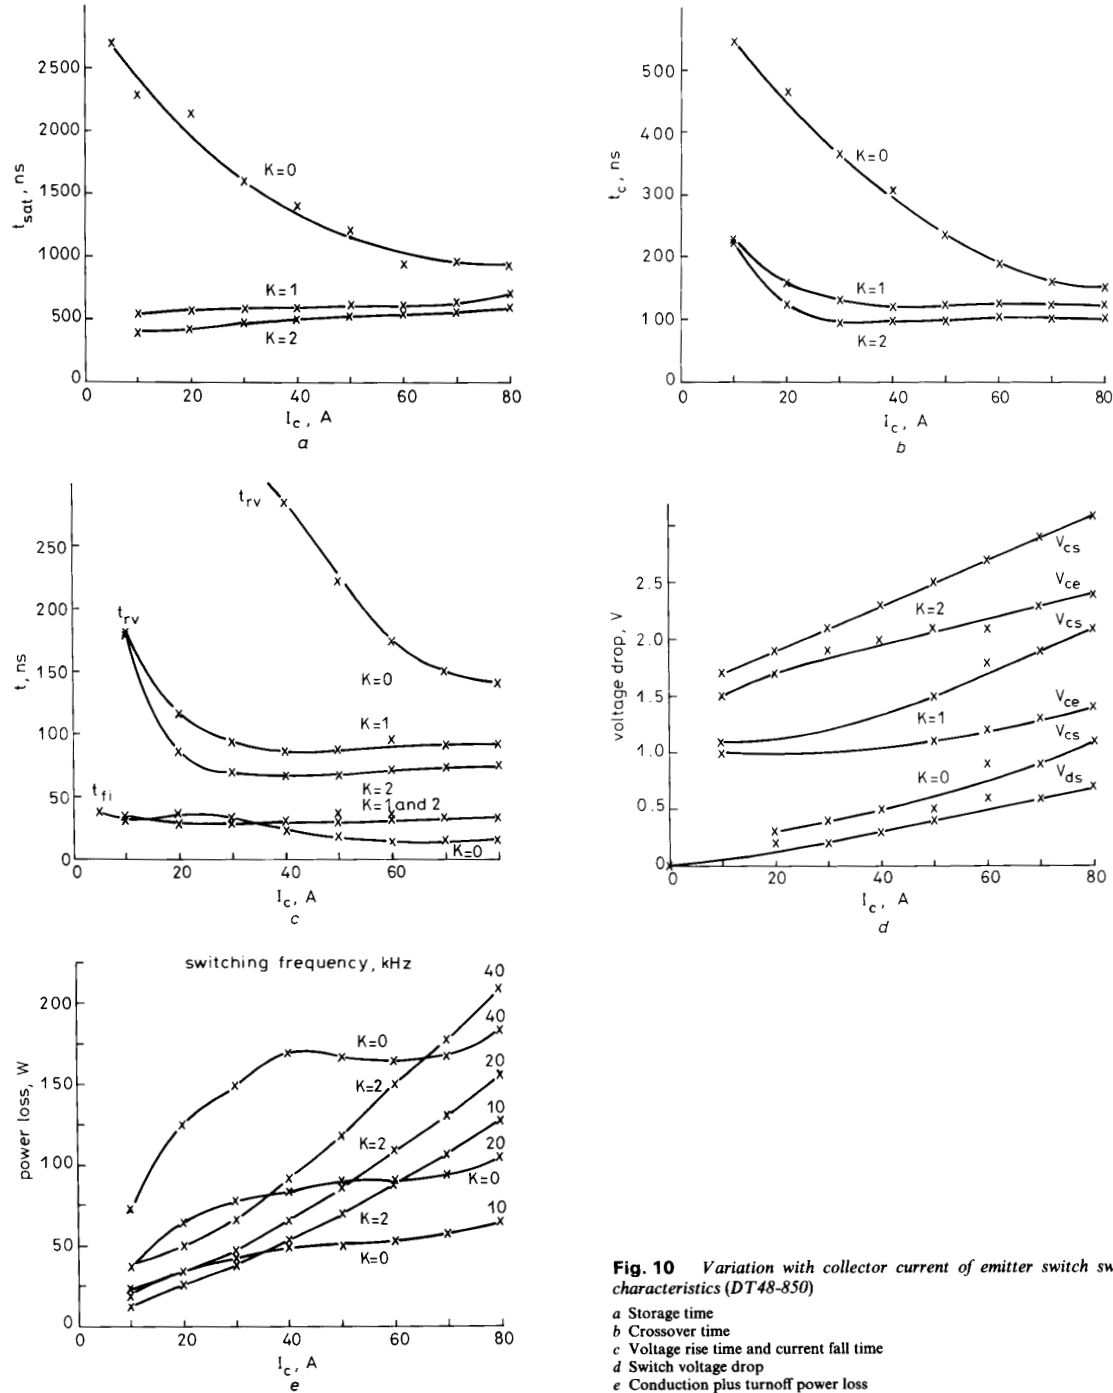 2500
2000
1500
1000
500
0
t_sat, ns
K=0
K=1
K=2
0 20 40 60 80
I_c, A
a
500
400
300
200
100
0
t_c, ns
K=0
K=1
K=2
0 20 40 60 80
I_c, A
b
250
200
150
100
50
0
t, ns
t_rv
t_rv
K=0
K=1
K=2
K=1 and 2
t_fi
K=0
0 20 40 60 80
I_c, A
c
2.5
2.0
1.5
1.0
0.5
0
voltage drop, V
V_cs
V_ce
K=2
V_cs
K=1
V_ce
V_cs
K=0
V_ds
0 20 40 60 80
I_c, A
d
switching frequency, kHz
200
150
100
50
0
power loss, W
40
40
K=0
20
K=2
10
K=2
20
K=0
K=2
10
K=0
0 20 40 60 80
I_c, A
e
Fig. 10 Variation with collector current of emitter switch sw
characteristics (DT48-850)
a Storage time
b Crossover time
c Voltage rise time and current fall time
d Switch voltage drop
e Conduction plus turnoff power loss